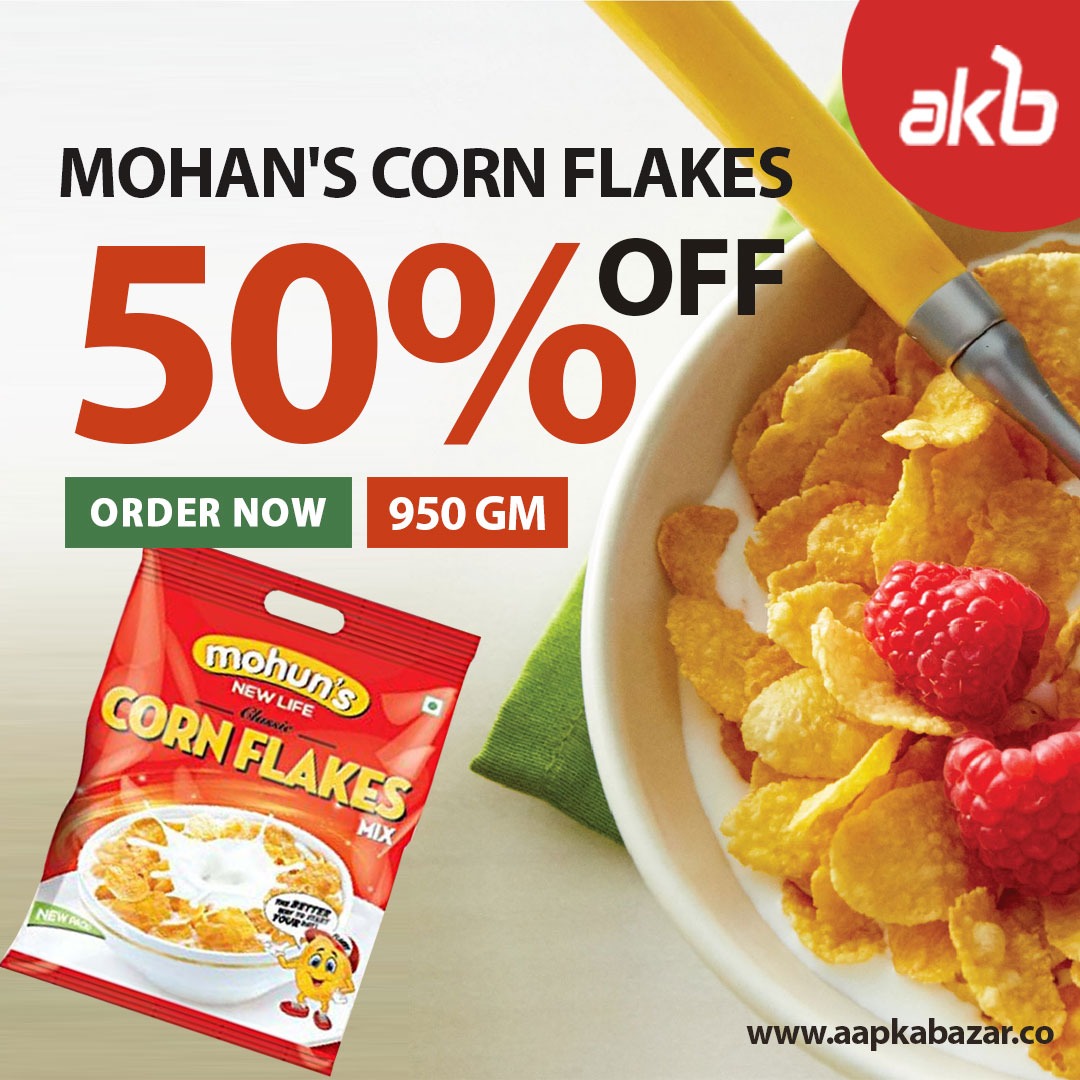 akb
MOHAN'S CORN FLAKES
50% OFF
ORDER NOW
950 GM
mohun's
NEW LIFE
Classic
CORN FLAKES
MIX
NEW PACK
THE BETTER
WAY TO START
YOUR DAY!
www.aapkabazar.co